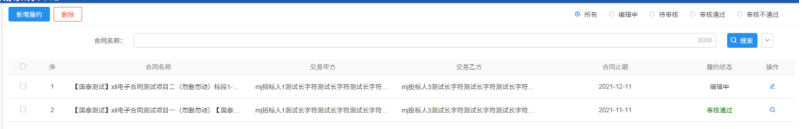 新增履约 删除 所有 编辑中 待审核 审核通过 审核不通过
合同名称: 0/200 搜索
序 合同名称 交易甲方 交易乙方 合同止期 履约状态 操作
1 【国泰测试】xll电子合同测试项目二（勿删勿动）标段1-... mj招标人1测试长字符测试长字符测试长字符... mj投标人3测试长字符测试长字符测试长字符... 2021-12-11 编辑中
2 【国泰测试】xll电子合同测试项目一（勿删勿动）【国泰... mj招标人1测试长字符测试长字符测试长字符... mj投标人3测试长字符测试长字符测试长字符... 2021-11-11 审核通过